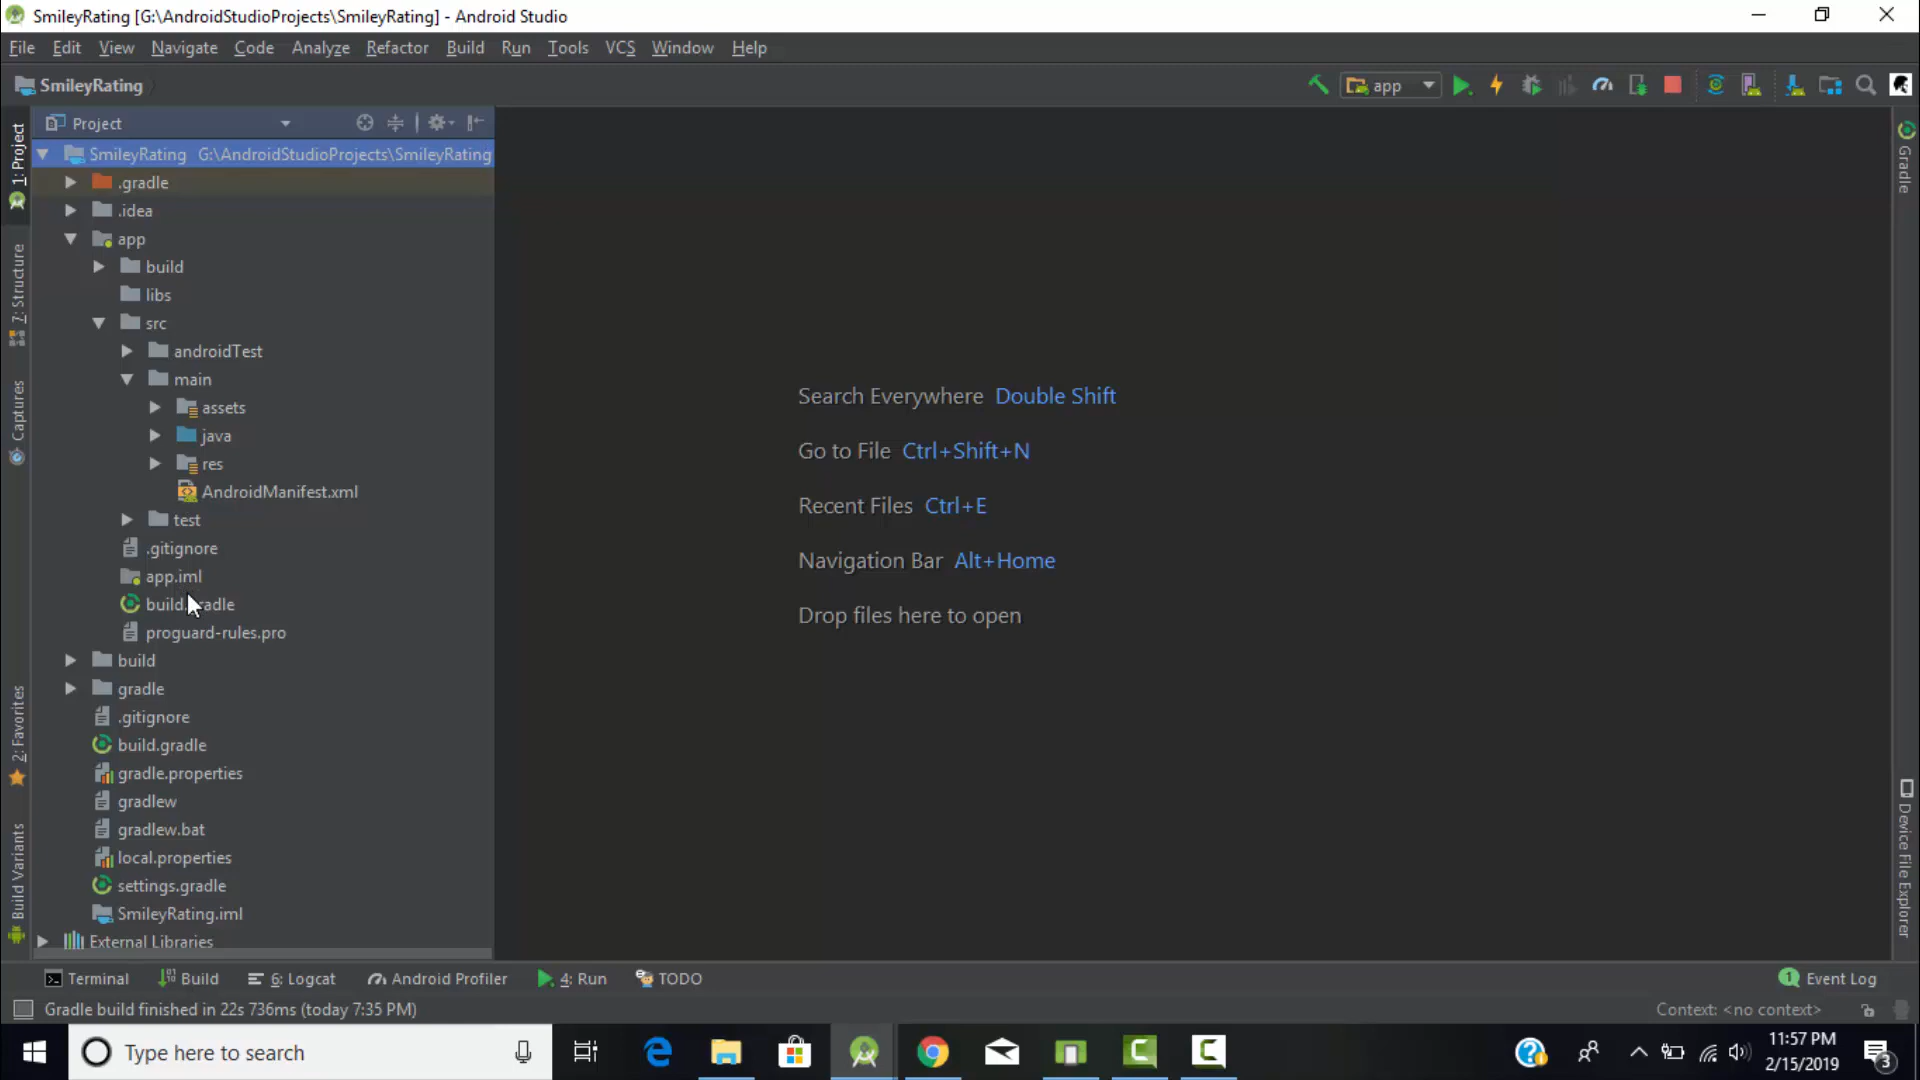 SmileyRating [G:\AndroidStudioProjects\SmileyRating] - Android Studio
File Edit View Navigate Code Analyze Refactor Build Run Tools VCS Window Help
SmileyRating
app
Project
SmileyRating G:\AndroidStudioProjects\SmileyRating
.gradle
.idea
app
build
libs
src
androidTest
main
assets
java
res
AndroidManifest.xml
test
.gitignore
app.iml
build.gradle
proguard-rules.pro
build
gradle
.gitignore
build.gradle
gradle.properties
gradlew
gradlew.bat
local.properties
settings.gradle
SmileyRating.iml
External Libraries
1: Project
7: Structure
Captures
2: Favorites
Build Variants
Search Everywhere Double Shift
Go to File Ctrl+Shift+N
Recent Files Ctrl+E
Navigation Bar Alt+Home
Drop files here to open
Gradle
Device File Explorer
Terminal Build 6: Logcat Android Profiler 4: Run TODO 1 Event Log
Gradle build finished in 22s 736ms (today 7:35 PM) Context: <no context>
Type here to search
11:57 PM
2/15/2019
3